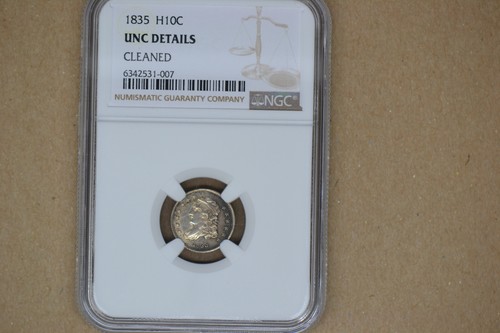 1835 H10C
UNC DETAILS
CLEANED
6342531-007
NUMISMATIC GUARANTY COMPANY
NGC®